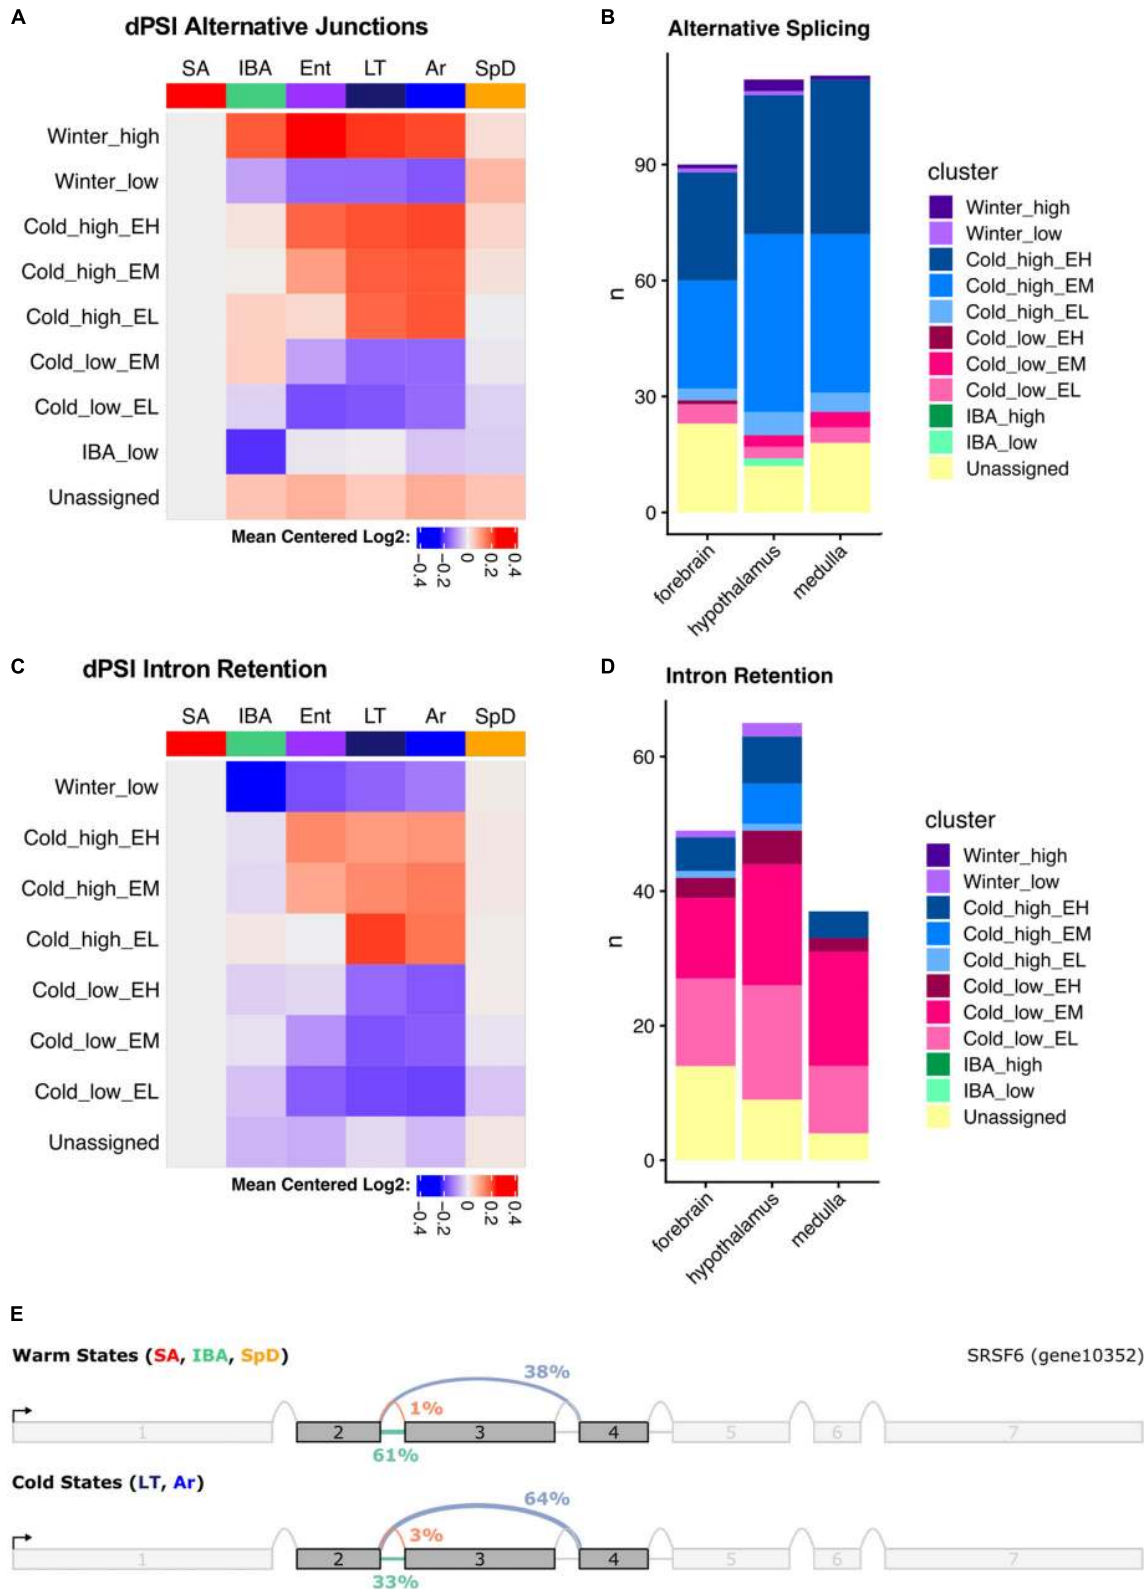 A
dPSI Alternative Junctions
SA IBA Ent LT Ar SpD
Winter_high
Winter_low
Cold_high_EH
Cold_high_EM
Cold_high_EL
Cold_low_EM
Cold_low_EL
IBA_low
Unassigned
Mean Centered Log2:
-0.4 -0.2 0 0.2 0.4
B
Alternative Splicing
n
90
60
30
0
forebrain
hypothalamus
medulla
cluster
Winter_high
Winter_low
Cold_high_EH
Cold_high_EM
Cold_high_EL
Cold_low_EH
Cold_low_EM
Cold_low_EL
IBA_high
IBA_low
Unassigned
C
dPSI Intron Retention
SA IBA Ent LT Ar SpD
Winter_low
Cold_high_EH
Cold_high_EM
Cold_high_EL
Cold_low_EH
Cold_low_EM
Cold_low_EL
Unassigned
Mean Centered Log2:
-0.4 -0.2 0 0.2 0.4
D
Intron Retention
n
60
40
20
0
forebrain
hypothalamus
medulla
cluster
Winter_high
Winter_low
Cold_high_EH
Cold_high_EM
Cold_high_EL
Cold_low_EH
Cold_low_EM
Cold_low_EL
IBA_high
IBA_low
Unassigned
E
Warm States (SA, IBA, SpD)
SRSF6 (gene10352)
38%
1%
1 2 3 4 5 6 7
61%
Cold States (LT, Ar)
64%
3%
1 2 3 4 5 6 7
33%